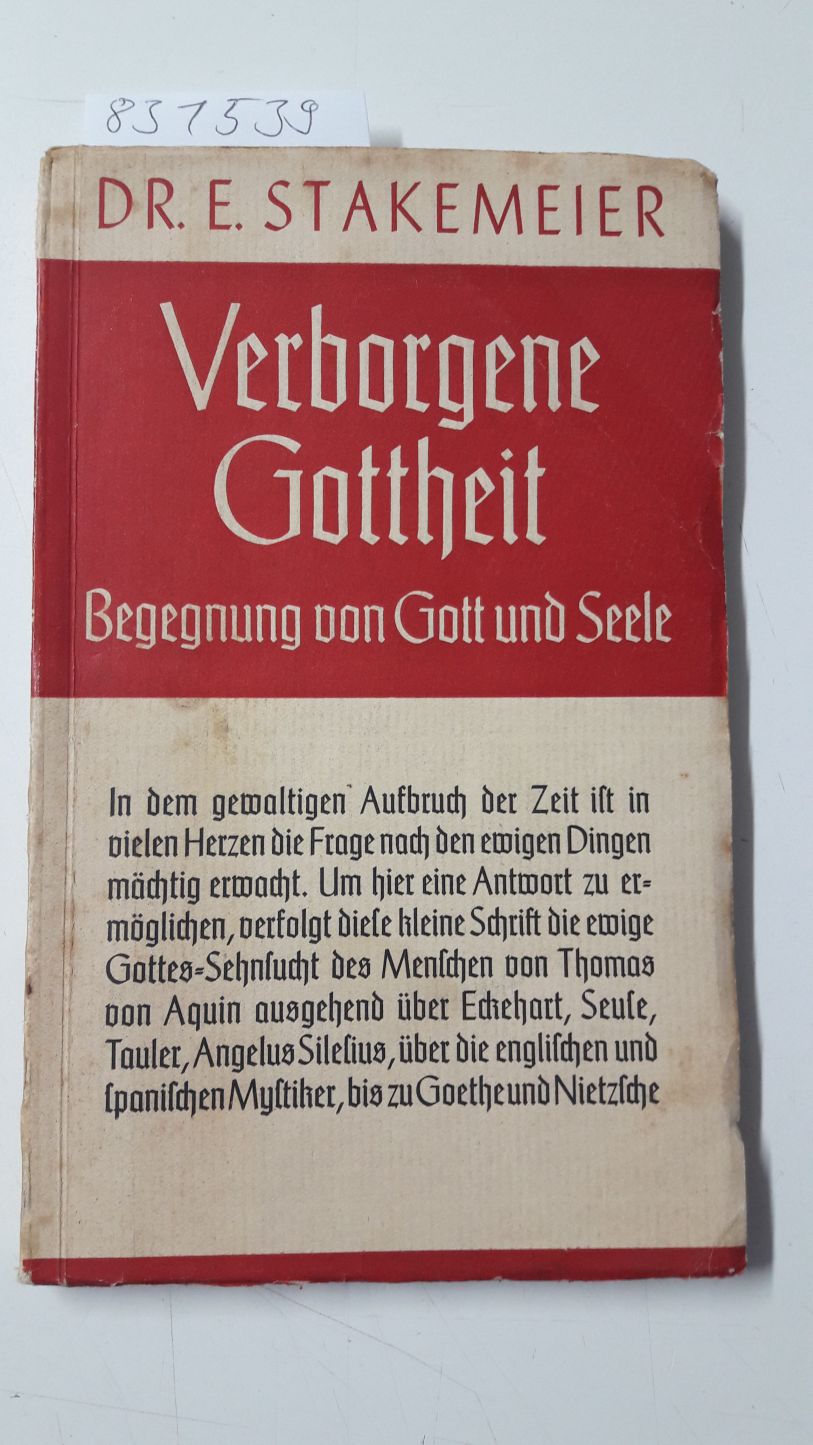 831539
DR. E. STAKEMEIER
Verborgene
Gottheit
Begegnung von Gott und Seele
In dem gewaltigen Aufbruch der Zeit iſt in
vielen Herzen die Frage nach den ewigen Dingen
mächtig erwacht. Um hier eine Antwort zu er=
möglichen, verfolgt dieſe kleine Schrift die ewige
Gottes=Sehnſucht des Menſchen von Thomas
von Aquin ausgehend über Eckehart, Seuſe,
Tauler, Angelus Sileſius, über die engliſchen und
ſpaniſchen Myſtiker, bis zu Goethe und Nietzſche